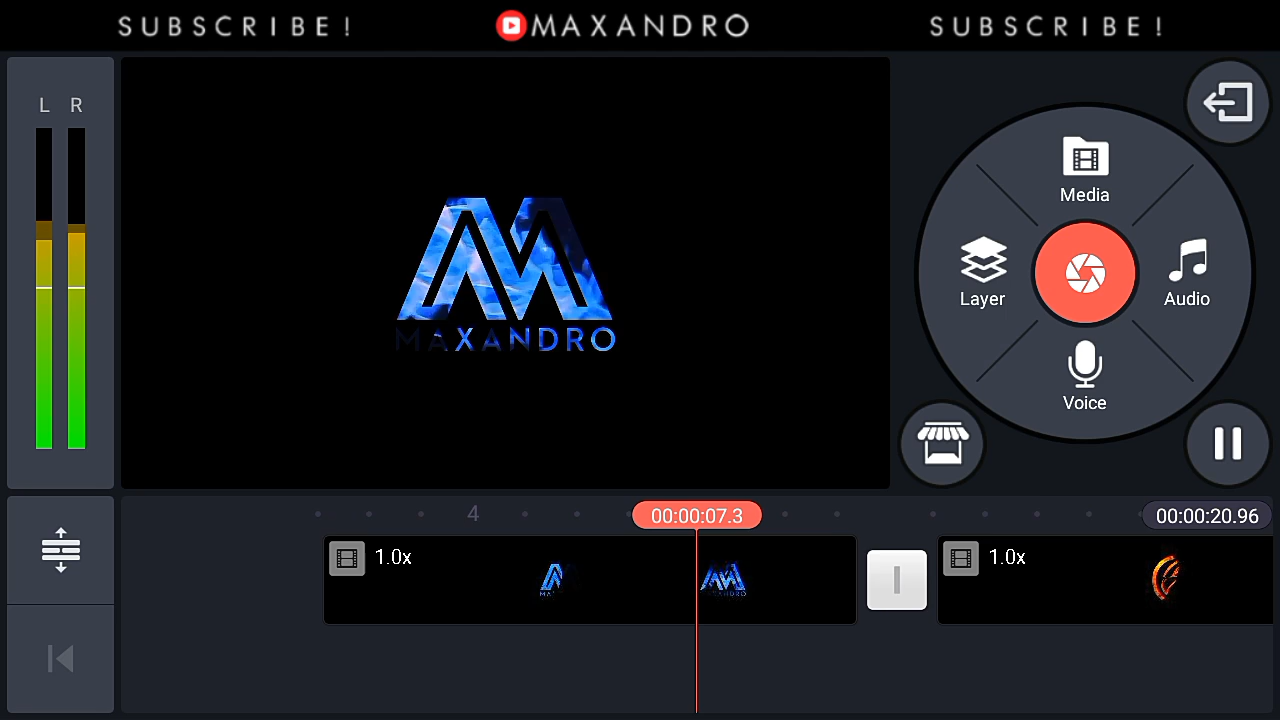 SUBSCRIBE!
MAXANDRO
SUBSCRIBE!
L R
Media
Layer
Audio
Voice
MAXANDRO
4
00:00:07.3
00:00:20.96
1.0x
1.0x
MAXANDRO